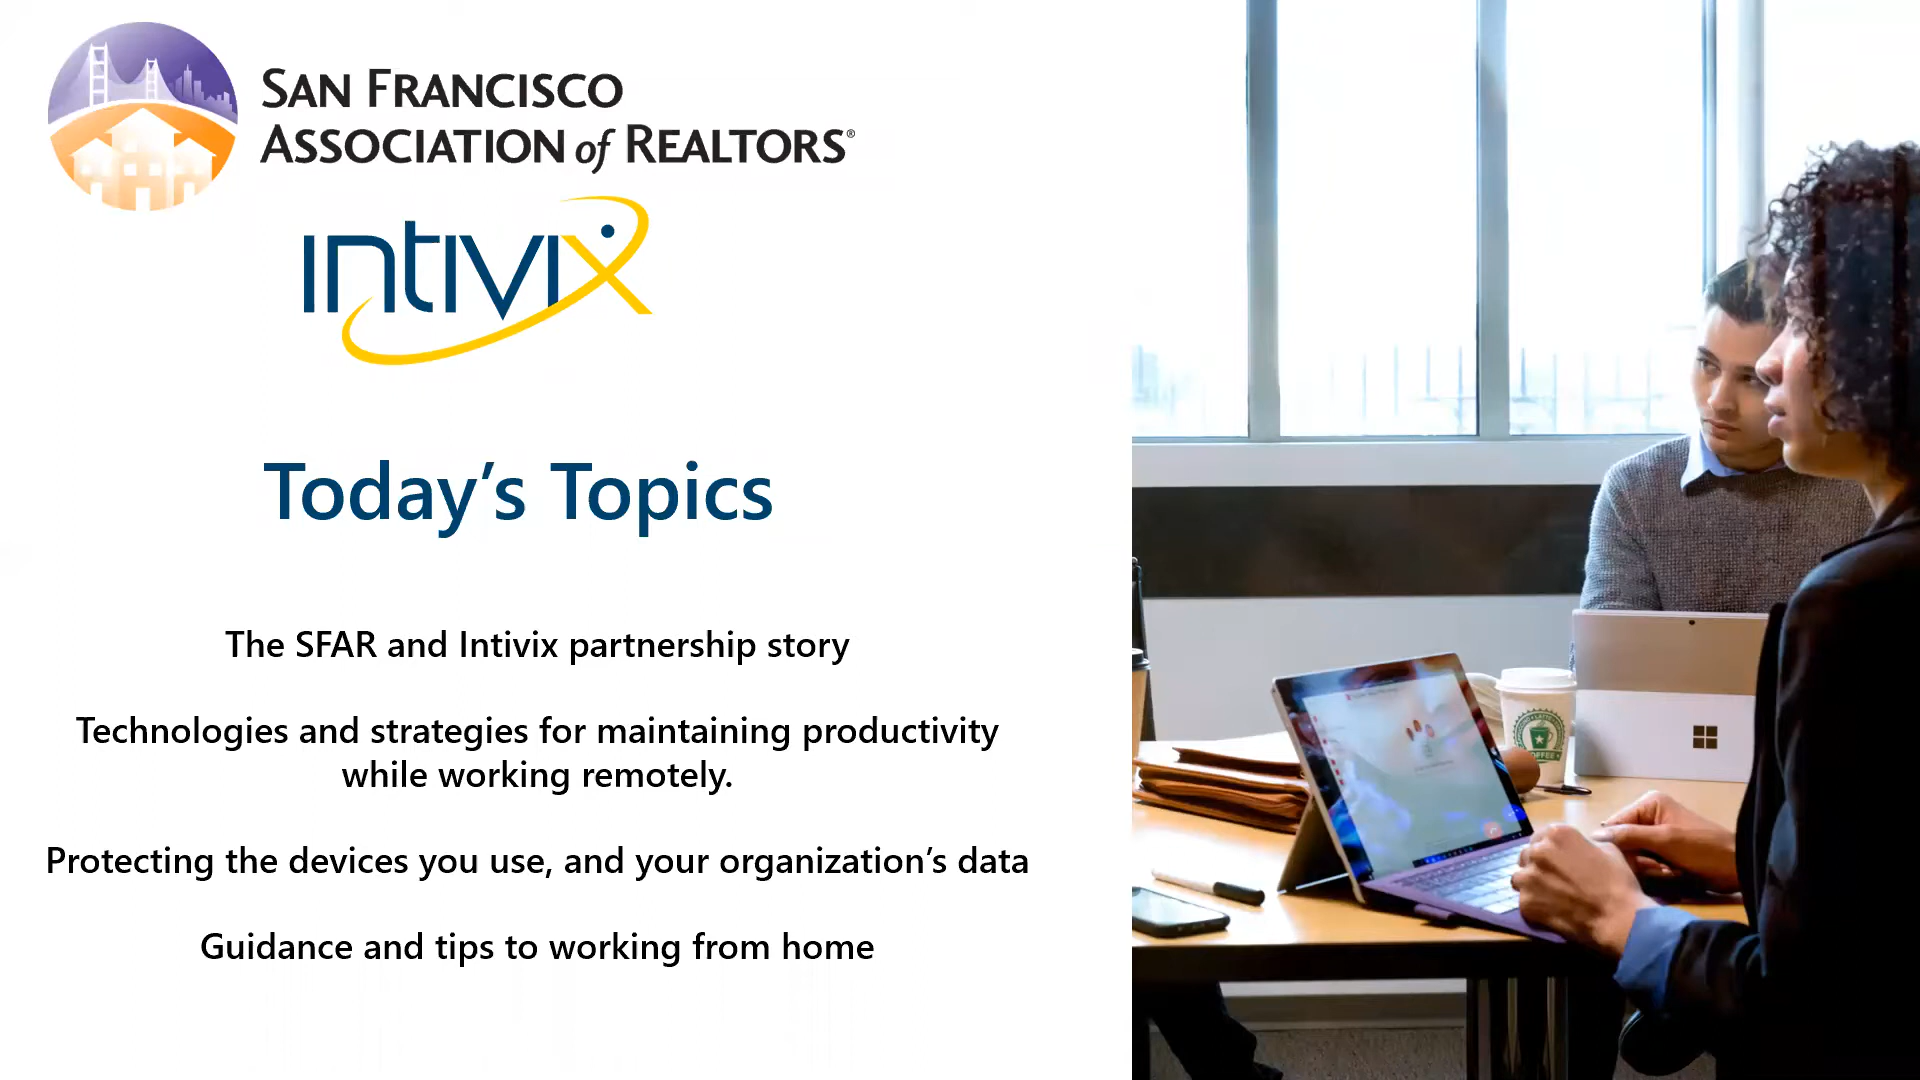 SAN FRANCISCO
ASSOCIATION of REALTORS®
intivix
Today’s Topics
The SFAR and Intivix partnership story
Technologies and strategies for maintaining productivity
while working remotely.
Protecting the devices you use, and your organization’s data
Guidance and tips to working from home